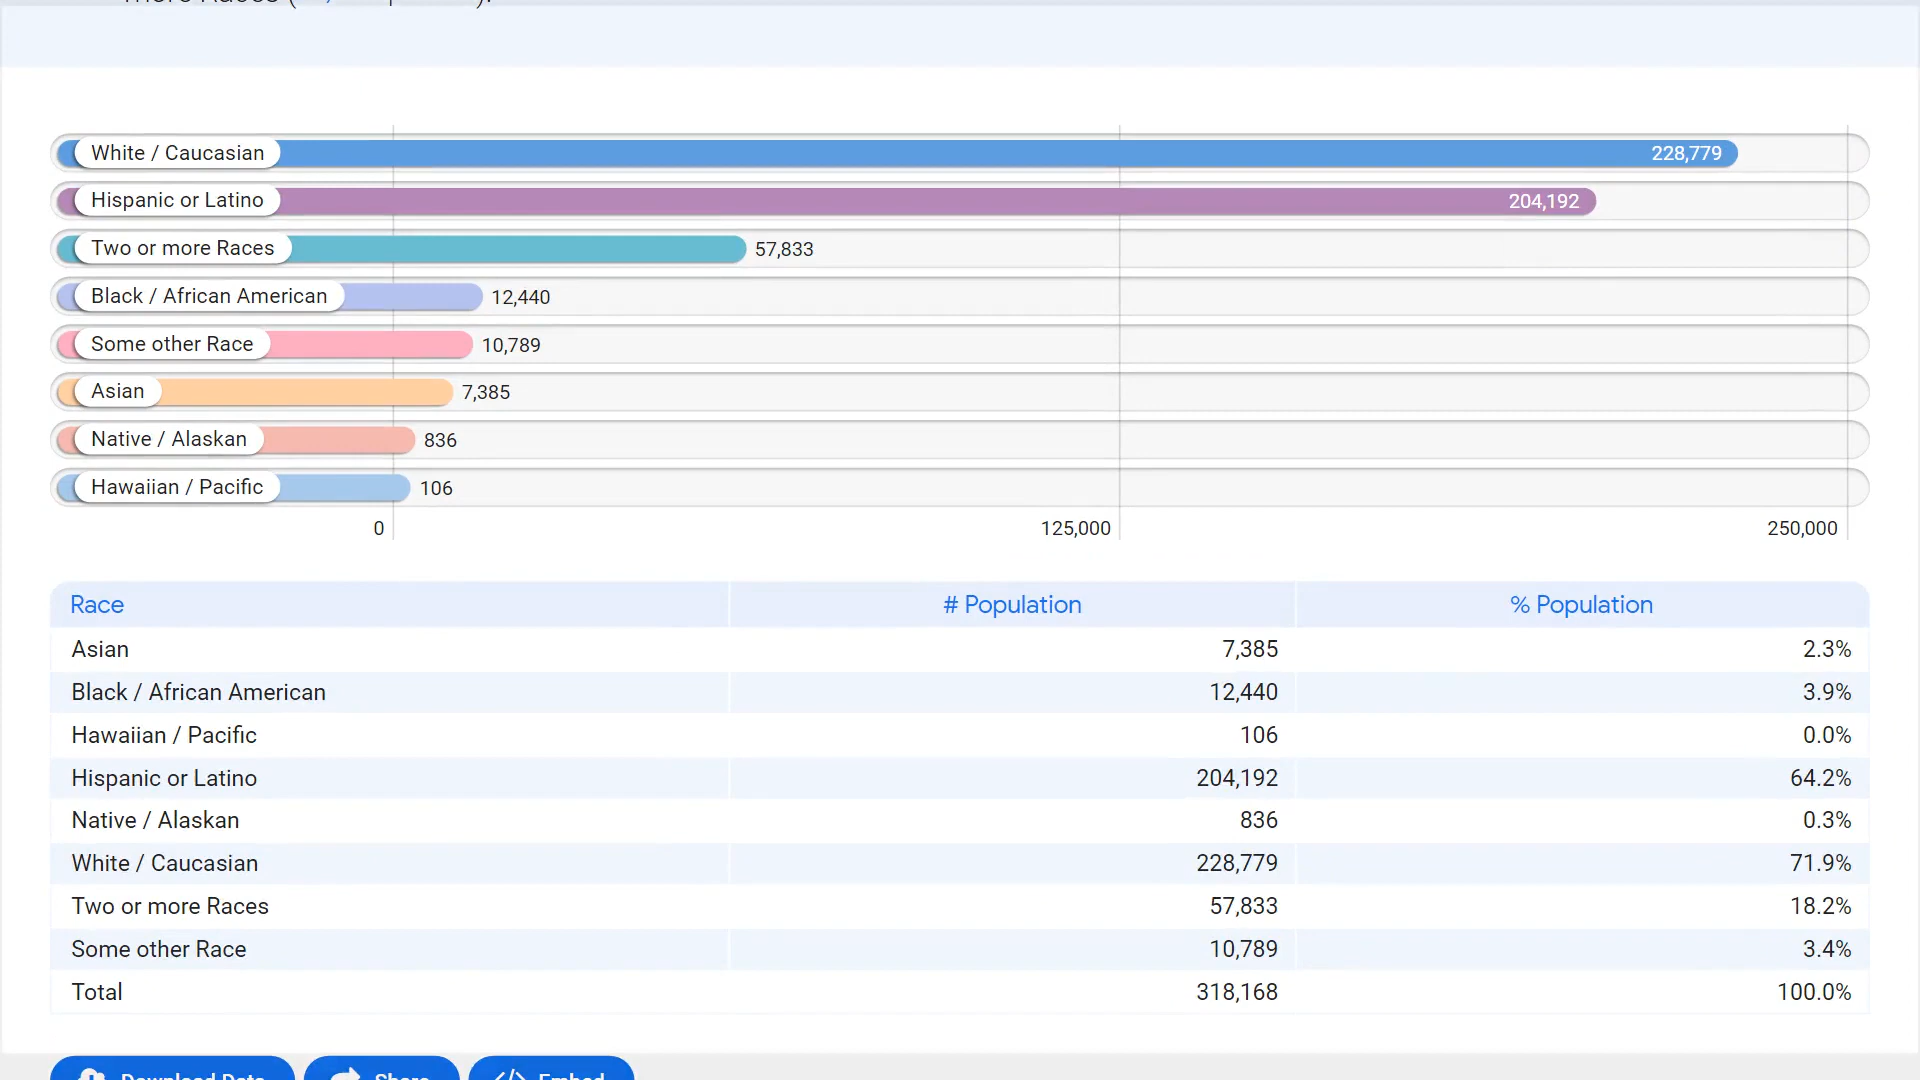 White / Caucasian 228,779
Hispanic or Latino 204,192
Two or more Races 57,833
Black / African American 12,440
Some other Race 10,789
Asian 7,385
Native / Alaskan 836
Hawaiian / Pacific 106
0 125,000 250,000
Race # Population % Population
Asian 7,385 2.3%
Black / African American 12,440 3.9%
Hawaiian / Pacific 106 0.0%
Hispanic or Latino 204,192 64.2%
Native / Alaskan 836 0.3%
White / Caucasian 228,779 71.9%
Two or more Races 57,833 18.2%
Some other Race 10,789 3.4%
Total 318,168 100.0%
Download Data Share </> Embed